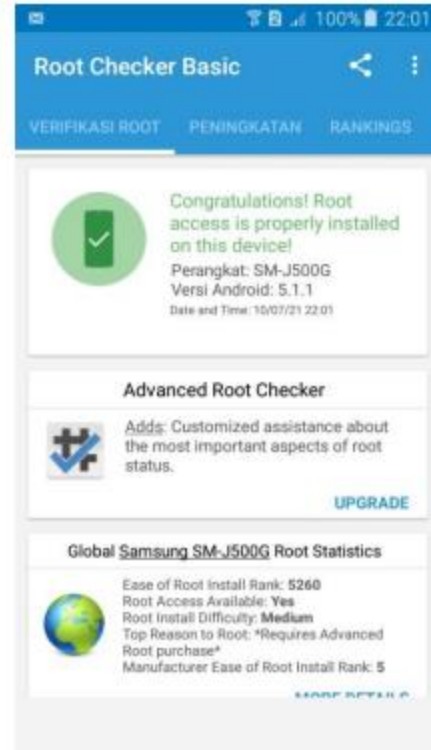 100% 22:01
Root Checker Basic
VERIFIKASI ROOT PENINGKATAN RANKINGS
Congratulations! Root
access is properly installed
on this device!
Perangkat: SM-J500G
Versi Android: 5.1.1
Date and Time: 10/07/21 22:01
Advanced Root Checker
Adds: Customized assistance about
the most important aspects of root
status.
UPGRADE
Global Samsung SM-J500G Root Statistics
Ease of Root Install Rank: 5260
Root Access Available: Yes
Root Install Difficulty: Medium
Top Reason to Root: *Requires Advanced
Root purchase*
Manufacturer Ease of Root Install Rank: 5
MORE DETAILS